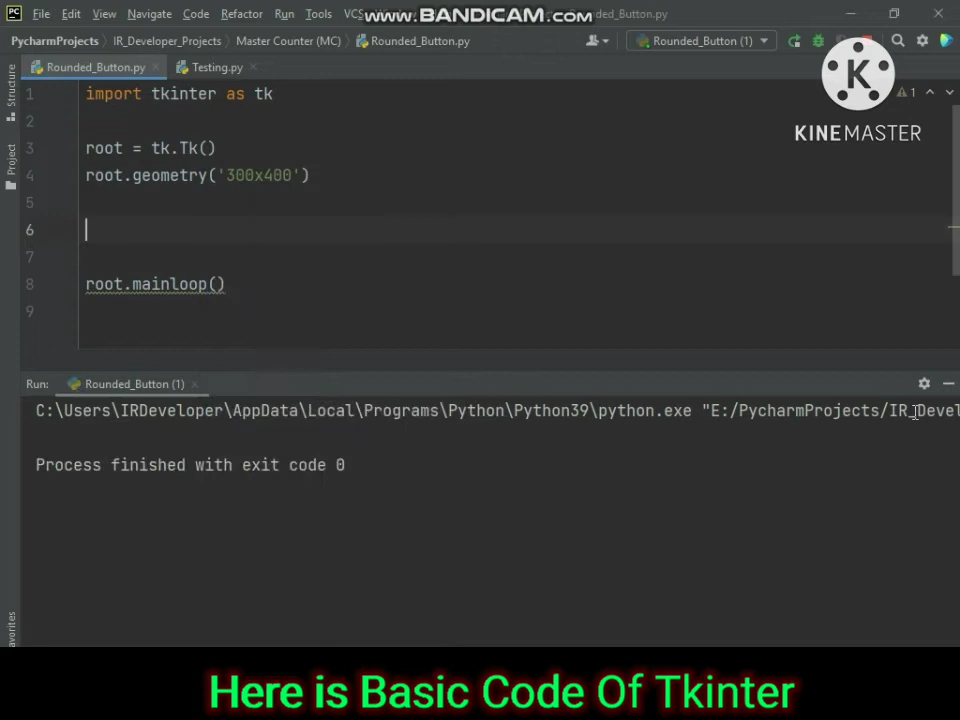 PC File Edit View Navigate Code Refactor Run Tools VCS www.BANDICAM.com Rounded_Button.py
PycharmProjects IR_Developer_Projects Master Counter (MC) Rounded_Button.py Rounded_Button (1)
Rounded_Button.py Testing.py
1 import tkinter as tk
2
3 root = tk.Tk()
4 root.geometry('300x400')
5
6
7
8 root.mainloop()
9
1
K
KINEMASTER
Structure
Project
avorites
Run: Rounded_Button (1)
C:\Users\IRDeveloper\AppData\Local\Programs\Python\Python39\python.exe "E:/PycharmProjects/IR_Devel
Process finished with exit code 0
Here is Basic Code Of Tkinter